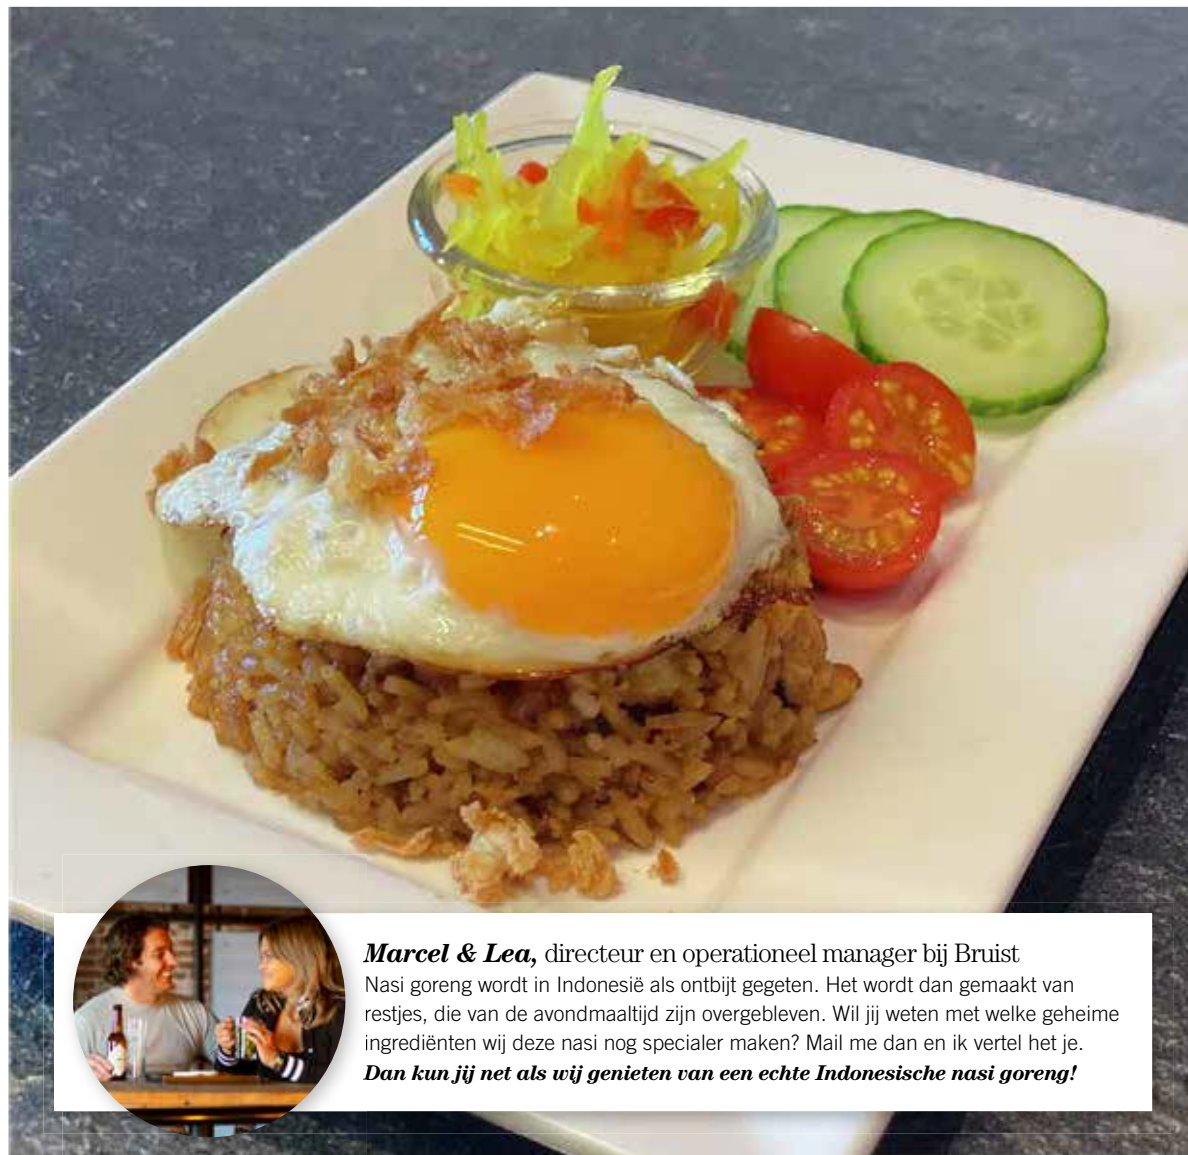 Marcel & Lea, directeur en operationeel manager bij Bruist
Nasi goreng wordt in Indonesië als ontbijt gegeten. Het wordt dan gemaakt van
restjes, die van de avondmaaltijd zijn overgebleven. Wil jij weten met welke geheime
ingrediënten wij deze nasi nog specialer maken? Mail me dan en ik vertel het je.
Dan kun jij net als wij genieten van een echte Indonesische nasi goreng!